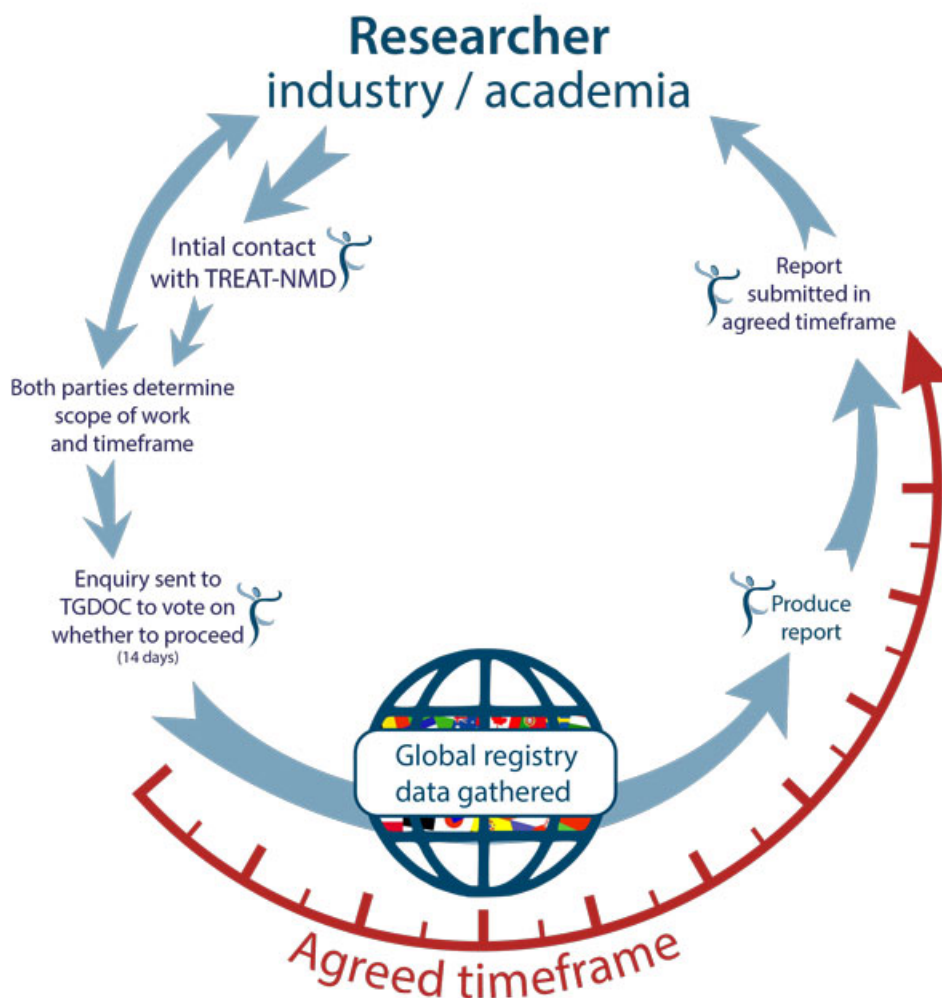 Researcher
industry / academia
Intial contact
with TREAT-NMD
Both parties determine
scope of work
and timeframe
Enquiry sent to
TGDOC to vote on
whether to proceed
(14 days)
Global registry
data gathered
Produce
report
Report
submitted in
agreed timeframe
Agreed timeframe